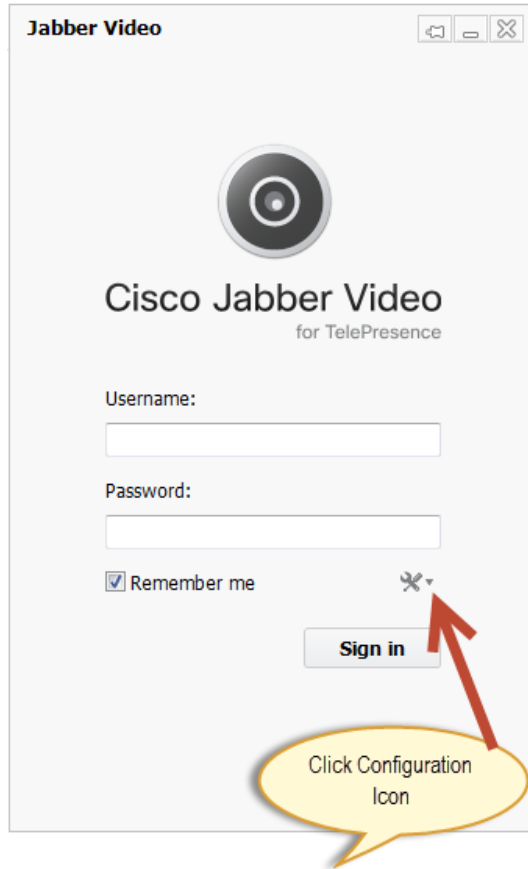 Jabber Video
Cisco Jabber Video
for TelePresence
Username:
Password:
Remember me
Sign in
Click Configuration
Icon